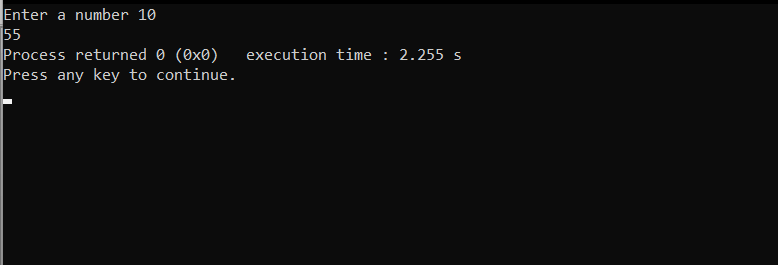 Enter a number 10
55
Process returned 0 (0x0)   execution time : 2.255 s
Press any key to continue.